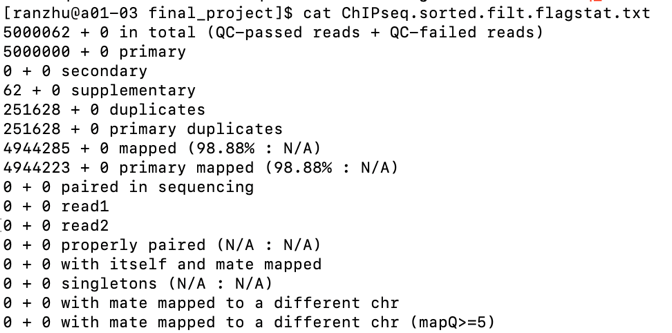 [ranzhu@a01-03 final_project]$ cat ChIPseq.sorted.filt.flagstat.txt
5000062 + 0 in total (QC-passed reads + QC-failed reads)
5000000 + 0 primary
0 + 0 secondary
62 + 0 supplementary
251628 + 0 duplicates
251628 + 0 primary duplicates
4944285 + 0 mapped (98.88% : N/A)
4944223 + 0 primary mapped (98.88% : N/A)
0 + 0 paired in sequencing
0 + 0 read1
0 + 0 read2
0 + 0 properly paired (N/A : N/A)
0 + 0 with itself and mate mapped
0 + 0 singletons (N/A : N/A)
0 + 0 with mate mapped to a different chr
0 + 0 with mate mapped to a different chr (mapQ>=5)